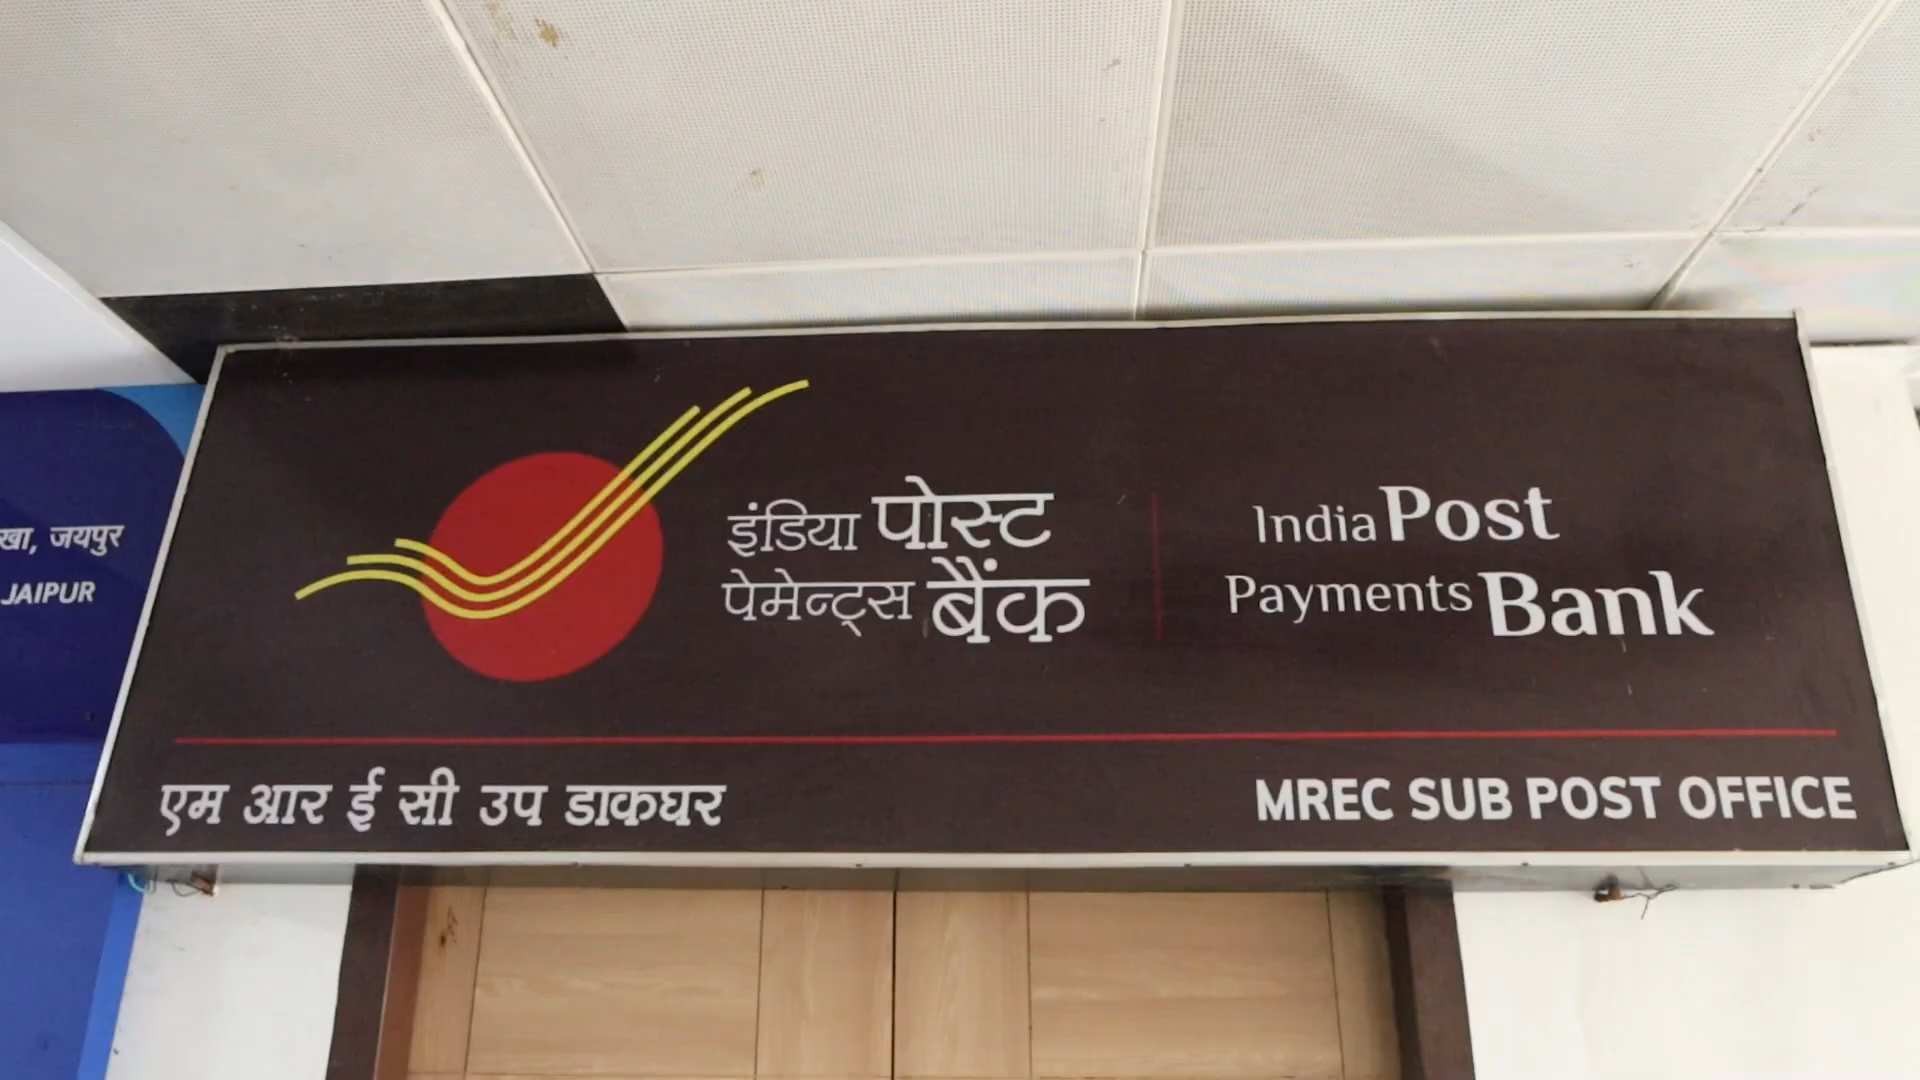 खा, जयपुर
JAIPUR
इंडिया पोस्ट
पेमेन्ट्स बैंक
India Post
Payments Bank
एम आर ई सी उप डाकघर
MREC SUB POST OFFICE